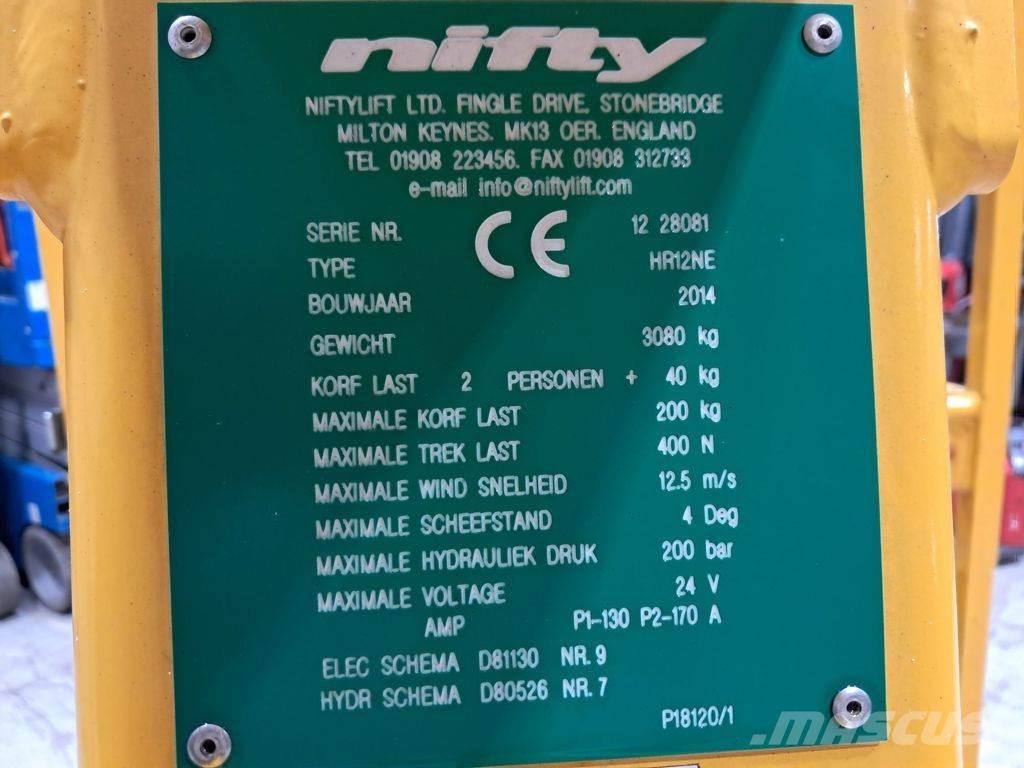 nifty
NIFTYLIFT LTD. FINGLE DRIVE. STONEBRIDGE
MILTON KEYNES. MK13 OER. ENGLAND
TEL 01908 223456. FAX 01908 312733
e-mail info@niftylift.com
SERIE NR. CE 12 28081
TYPE HR12NE
BOUWJAAR 2014
GEWICHT 3080 kg
KORF LAST 2 PERSONEN + 40 kg
MAXIMALE KORF LAST 200 kg
MAXIMALE TREK LAST 400 N
MAXIMALE WIND SNELHEID 12.5 m/s
MAXIMALE SCHEEFSTAND 4 Deg
MAXIMALE HYDRAULIEK DRUK 200 bar
MAXIMALE VOLTAGE 24 V
AMP P1-130 P2-170 A
ELEC SCHEMA D81130 NR. 9
HYDR SCHEMA D80526 NR. 7
P18120/1
MASCUS